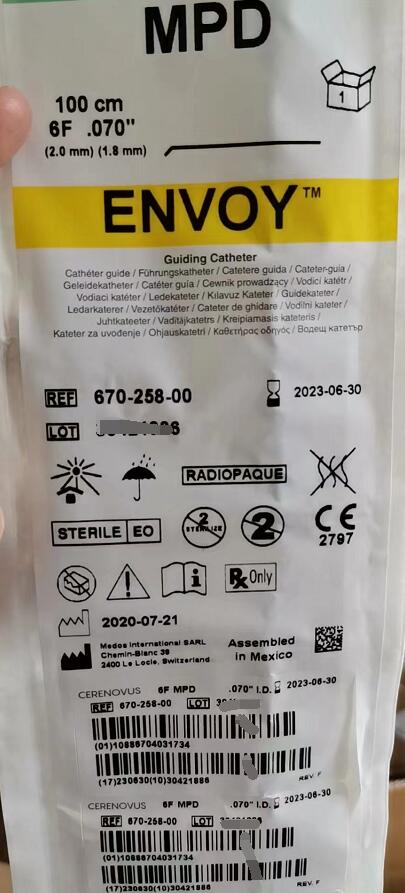 MPD
100 cm
6F .070"
(2.0 mm) (1.8 mm)
1
ENVOY™
Guiding Catheter
Cathéter guide / Führungskatheter / Catetere guida / Cateter-guia /
Geleidekatheter / Catéter guía / Cewnik prowadzący / Vodicí katétr /
Vodiaci katéter / Ledekateter / Kılavuz Kateter / Guidekateter /
Ledarkateter / Vezetőkatéter / Cateter de ghidare / Vodilni kateter /
Juhtkateeter / Vadītājkatetrs / Kreipiamasis kateteris /
Kateter za uvođenje / Ohjauskatetri / Καθετήρας οδηγός / Водещ катетър
REF 670-258-00 2023-06-30
LOT
RADIOPAQUE
STERILE EO 2 STERILIZE 2 CE
2797
i Rx Only
2020-07-21
Medos International SARL
Chemin-Blanc 38
2400 Le Locle, Switzerland
Assembled
in Mexico
CERENOVUS 6F MPD .070" I.D. 2023-06-30
REF 670-258-00 LOT
(01)10886704031734
(17)230630(10)30421886
REV. F
CERENOVUS 6F MPD .070" I.D. 2023-06-30
REF 670-258-00 LOT
(01)10886704031734
(17)230630(10)30421886
REV. F